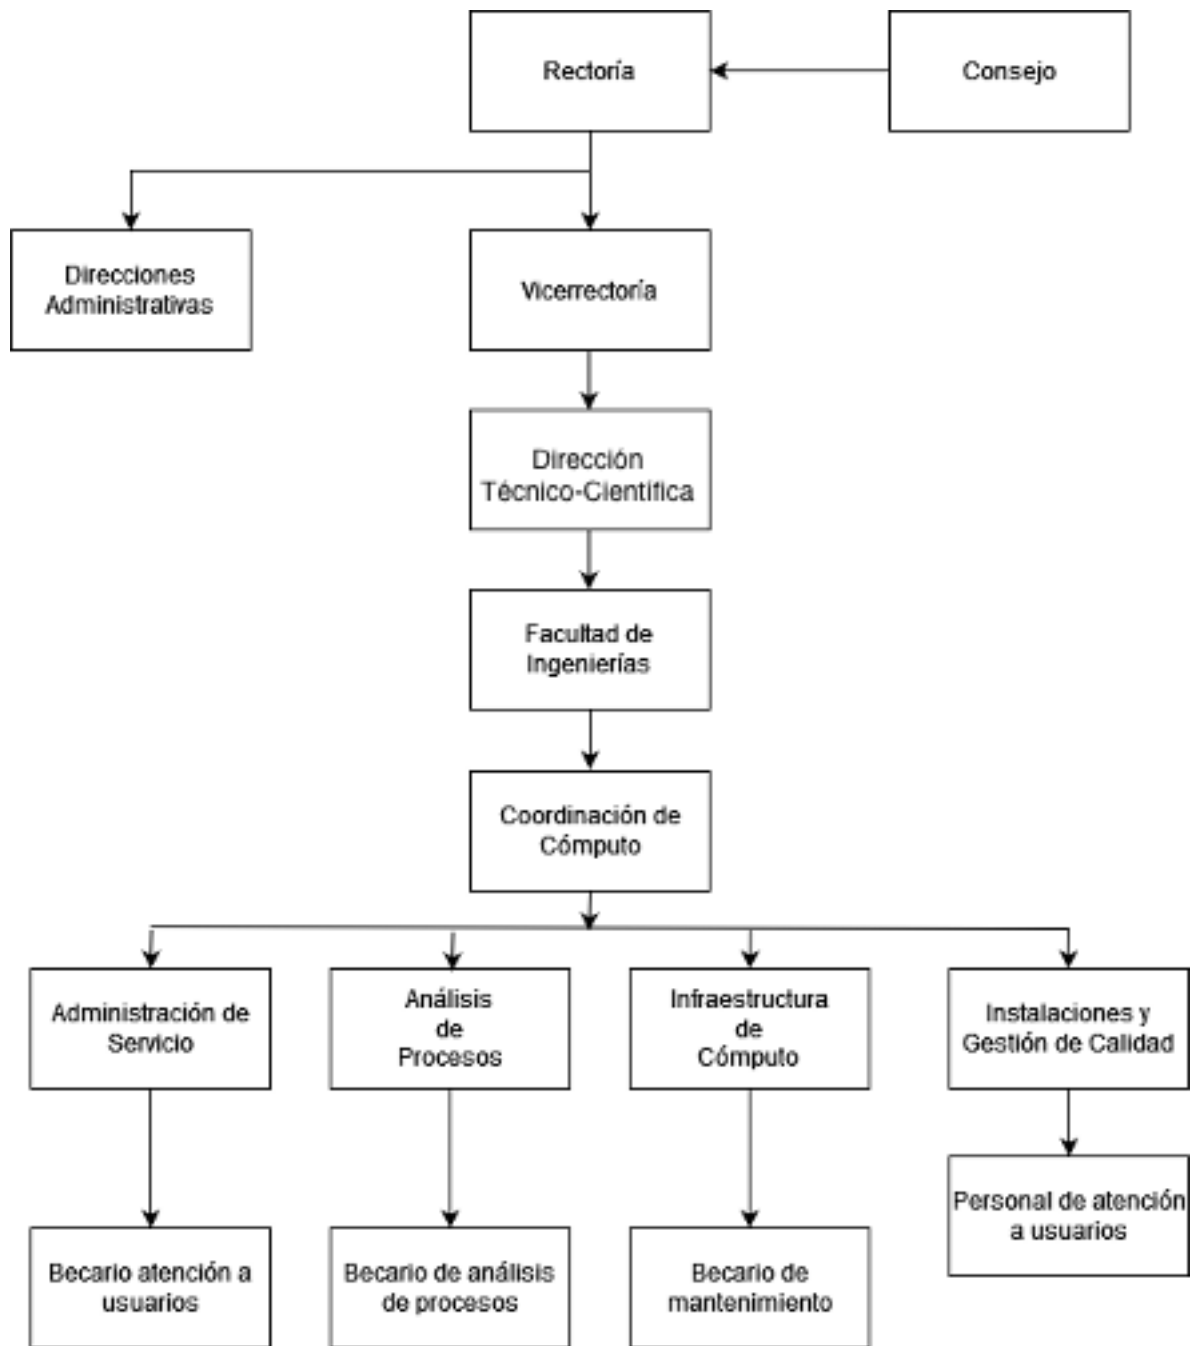 Rectoría
Consejo
Direcciones
Administrativas
Vicerrectoría
Dirección
Técnico-Científica
Facultad de
Ingenierías
Coordinación de
Cómputo
Administración de
Servicio
Análisis
de
Procesos
Infraestructura
de
Cómputo
Instalaciones y
Gestión de Calidad
Becario atención a
usuarios
Becario de análisis
de procesos
Becario de
mantenimiento
Personal de atención
a usuarios